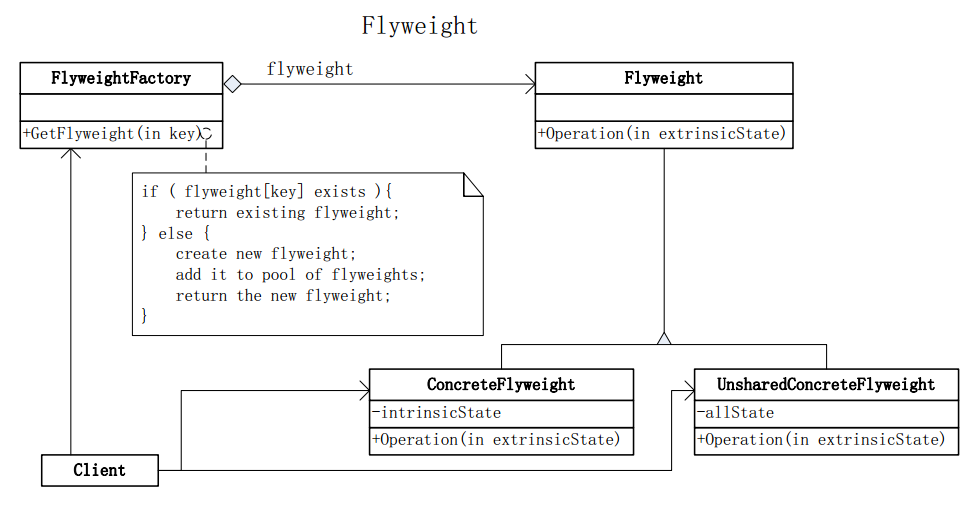 Flyweight
FlyweightFactory
+GetFlyweight(in key)
flyweight
Flyweight
+Operation(in extrinsicState)
if ( flyweight[key] exists ){
return existing flyweight;
} else {
create new flyweight;
add it to pool of flyweights;
return the new flyweight;
}
ConcreteFlyweight
-intrinsicState
+Operation(in extrinsicState)
UnsharedConcreteFlyweight
-allState
+Operation(in extrinsicState)
Client